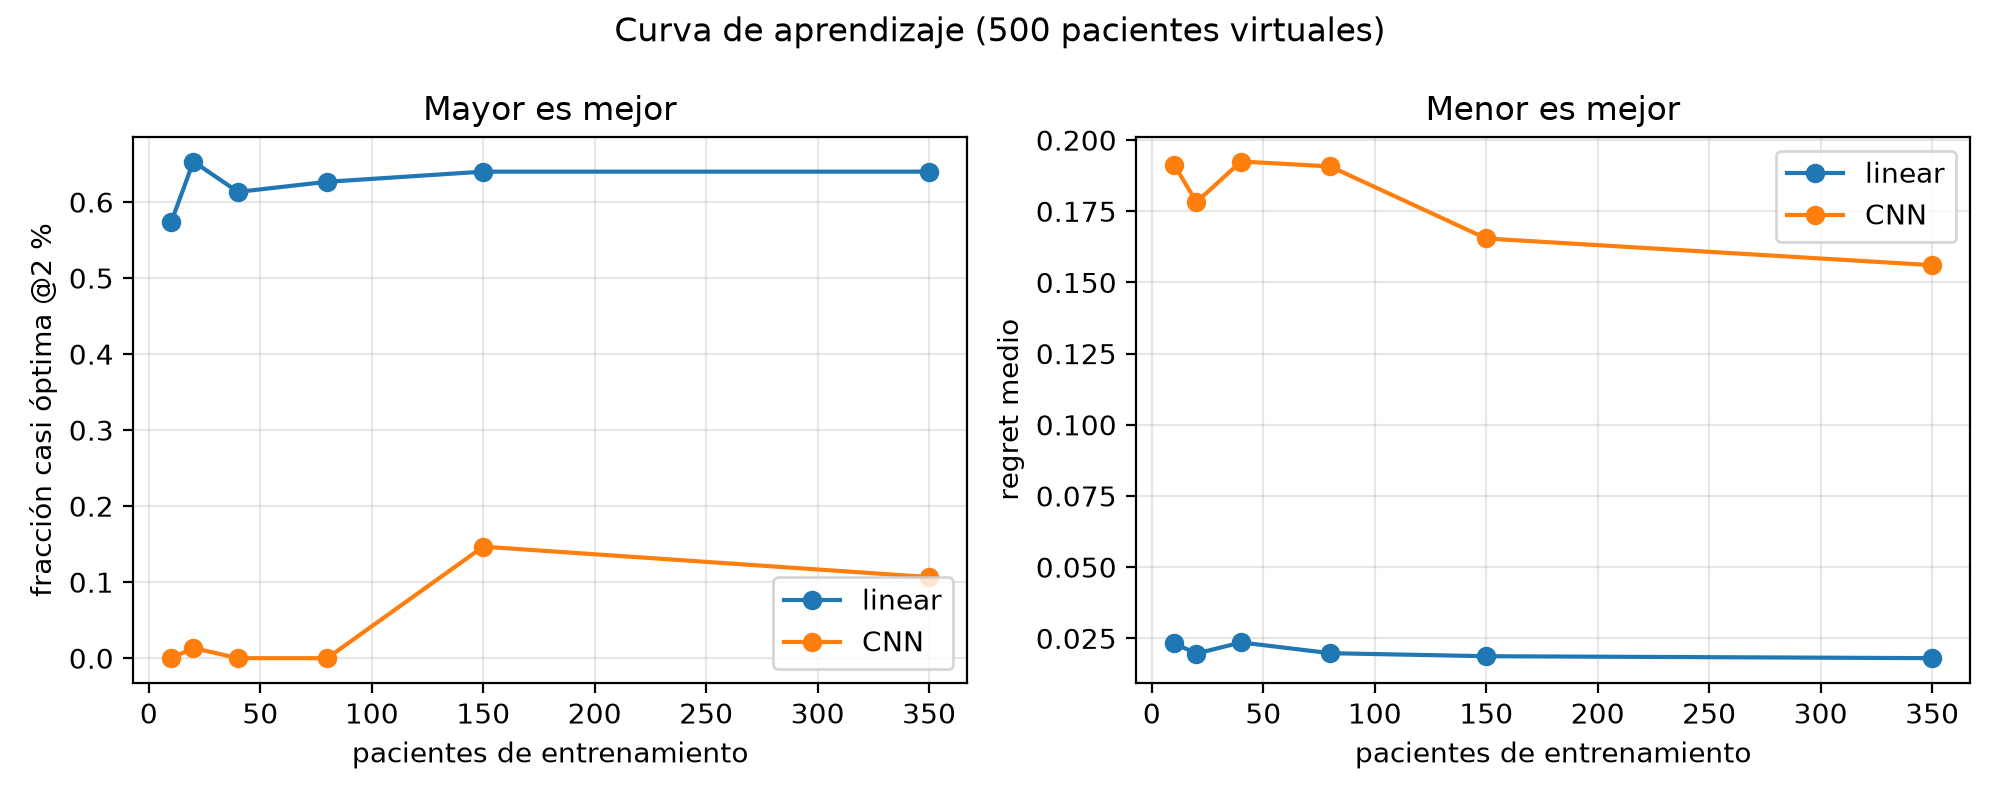 Curva de aprendizaje (500 pacientes virtuales)
Mayor es mejor
fracción casi óptima @2 %
0.6
0.5
0.4
0.3
0.2
0.1
0.0
0 50 100 150 200 250 300 350
pacientes de entrenamiento
linear
CNN
Menor es mejor
regret medio
0.200
0.175
0.150
0.125
0.100
0.075
0.050
0.025
0 50 100 150 200 250 300 350
pacientes de entrenamiento
linear
CNN